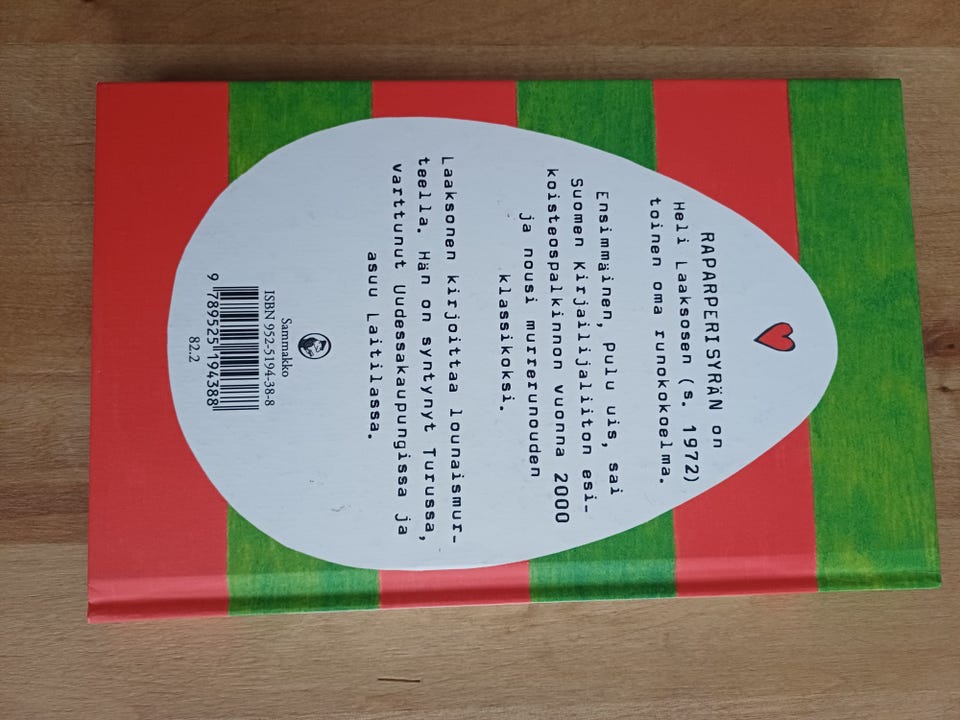 RAPARPERISYRÄN on
Heli Laaksosen (s. 1972)
toinen oma runokokoelma.
Ensimmäinen, Pulu uis, sai
Suomen Kirjailijaliiton esi-
koisteospalkinnon vuonna 2000
ja nousi murrerunouden
klassikoksi.
Laaksonen kirjoittaa lounaismur-
teella. Hän on syntynyt Turussa,
varttunut Uudessakaupungissa ja
asuu Laitilassa.
Sammakko
ISBN 952-5194-38-8
9 789525 194388
82.2